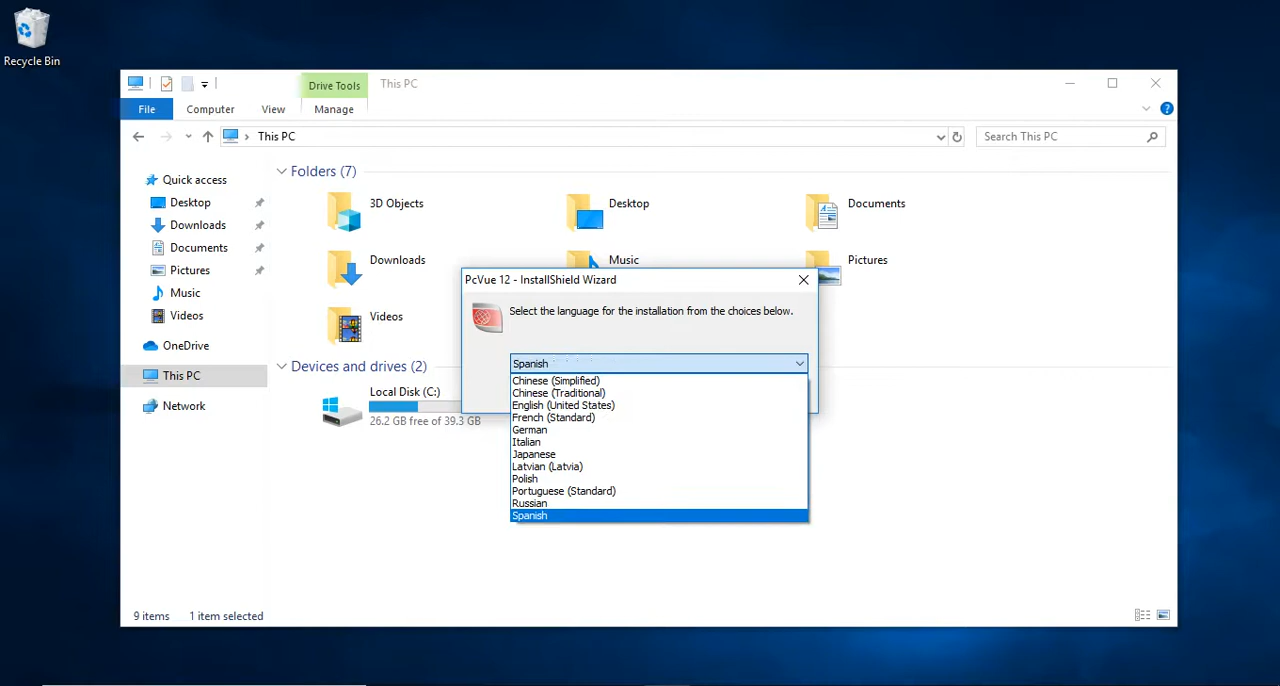 Recycle Bin
Drive Tools
This PC
File
Computer
View
Manage
This PC
Search This PC
Quick access
Desktop
Downloads
Documents
Pictures
Music
Videos
OneDrive
This PC
Network
Folders (7)
3D Objects
Desktop
Documents
Downloads
Music
Pictures
Videos
Devices and drives (2)
Local Disk (C:)
26.2 GB free of 39.3 GB
PcVue 12 - InstallShield Wizard
Select the language for the installation from the choices below.
Spanish
Chinese (Simplified)
Chinese (Traditional)
English (United States)
French (Standard)
German
Italian
Japanese
Latvian (Latvia)
Polish
Portuguese (Standard)
Russian
Spanish
9 items
1 item selected